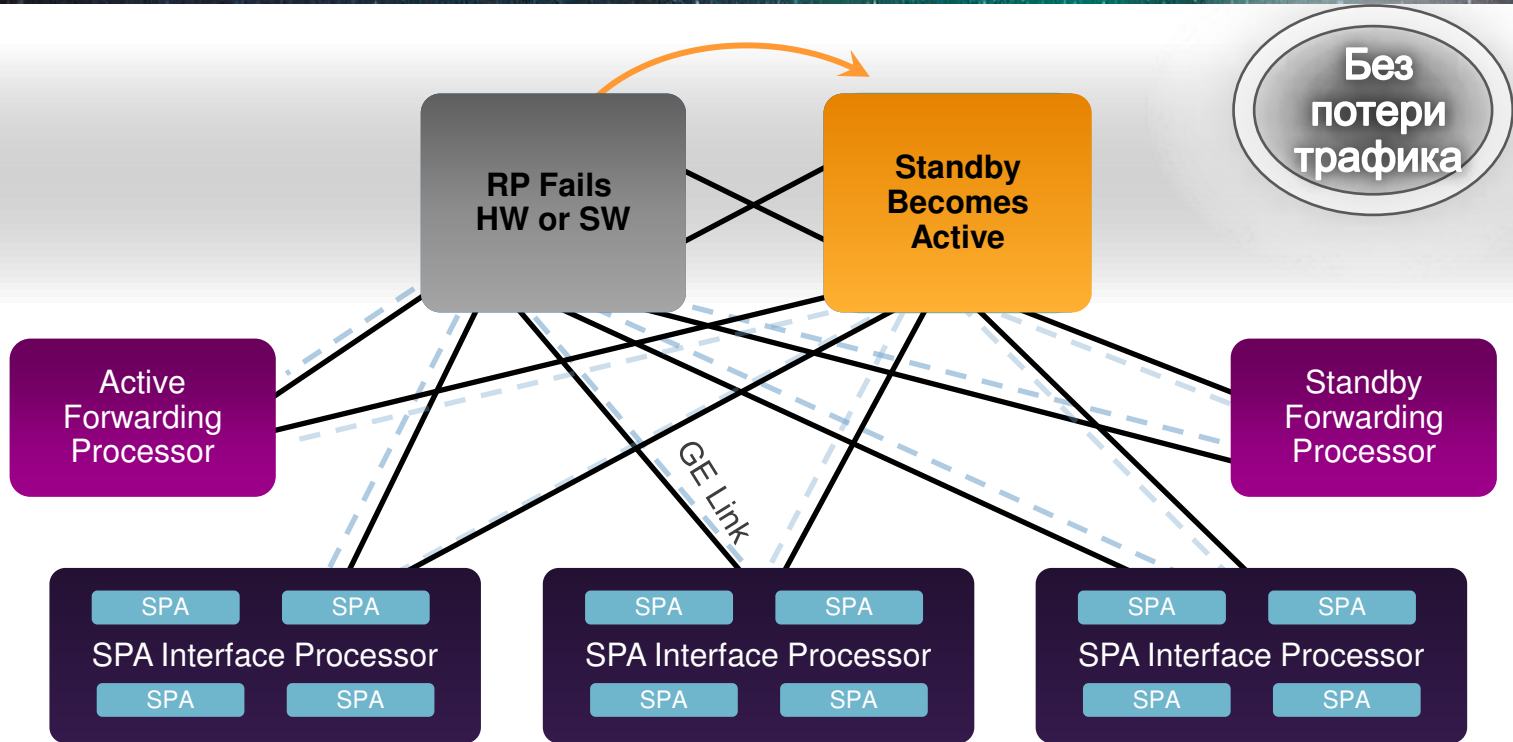 Без
потери
трафика
RP Fails
HW or SW
Standby
Becomes
Active
Active
Forwarding
Processor
Standby
Forwarding
Processor
GE Link
SPA SPA
SPA Interface Processor
SPA SPA
SPA SPA
SPA Interface Processor
SPA SPA
SPA SPA
SPA Interface Processor
SPA SPA